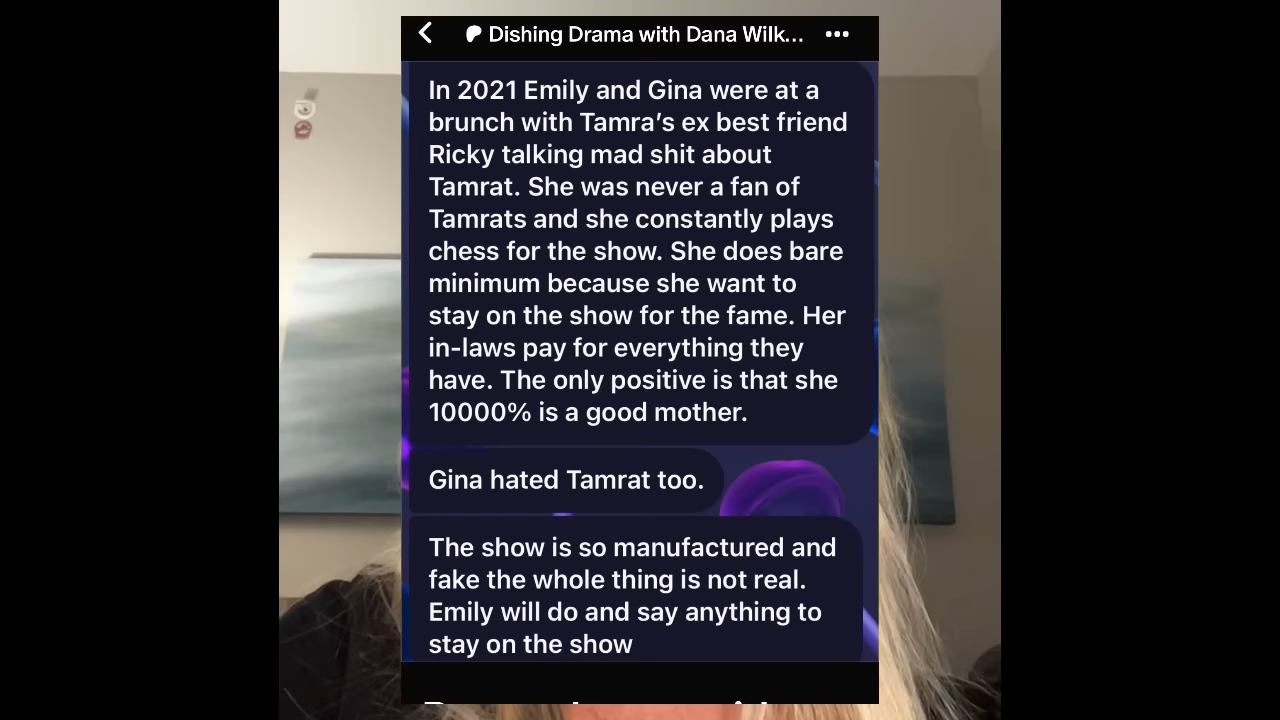 Dishing Drama with Dana Wilk...
In 2021 Emily and Gina were at a
brunch with Tamra’s ex best friend
Ricky talking mad shit about
Tamrat. She was never a fan of
Tamrats and she constantly plays
chess for the show. She does bare
minimum because she want to
stay on the show for the fame. Her
in-laws pay for everything they
have. The only positive is that she
10000% is a good mother.
Gina hated Tamrat too.
The show is so manufactured and
fake the whole thing is not real.
Emily will do and say anything to
stay on the show